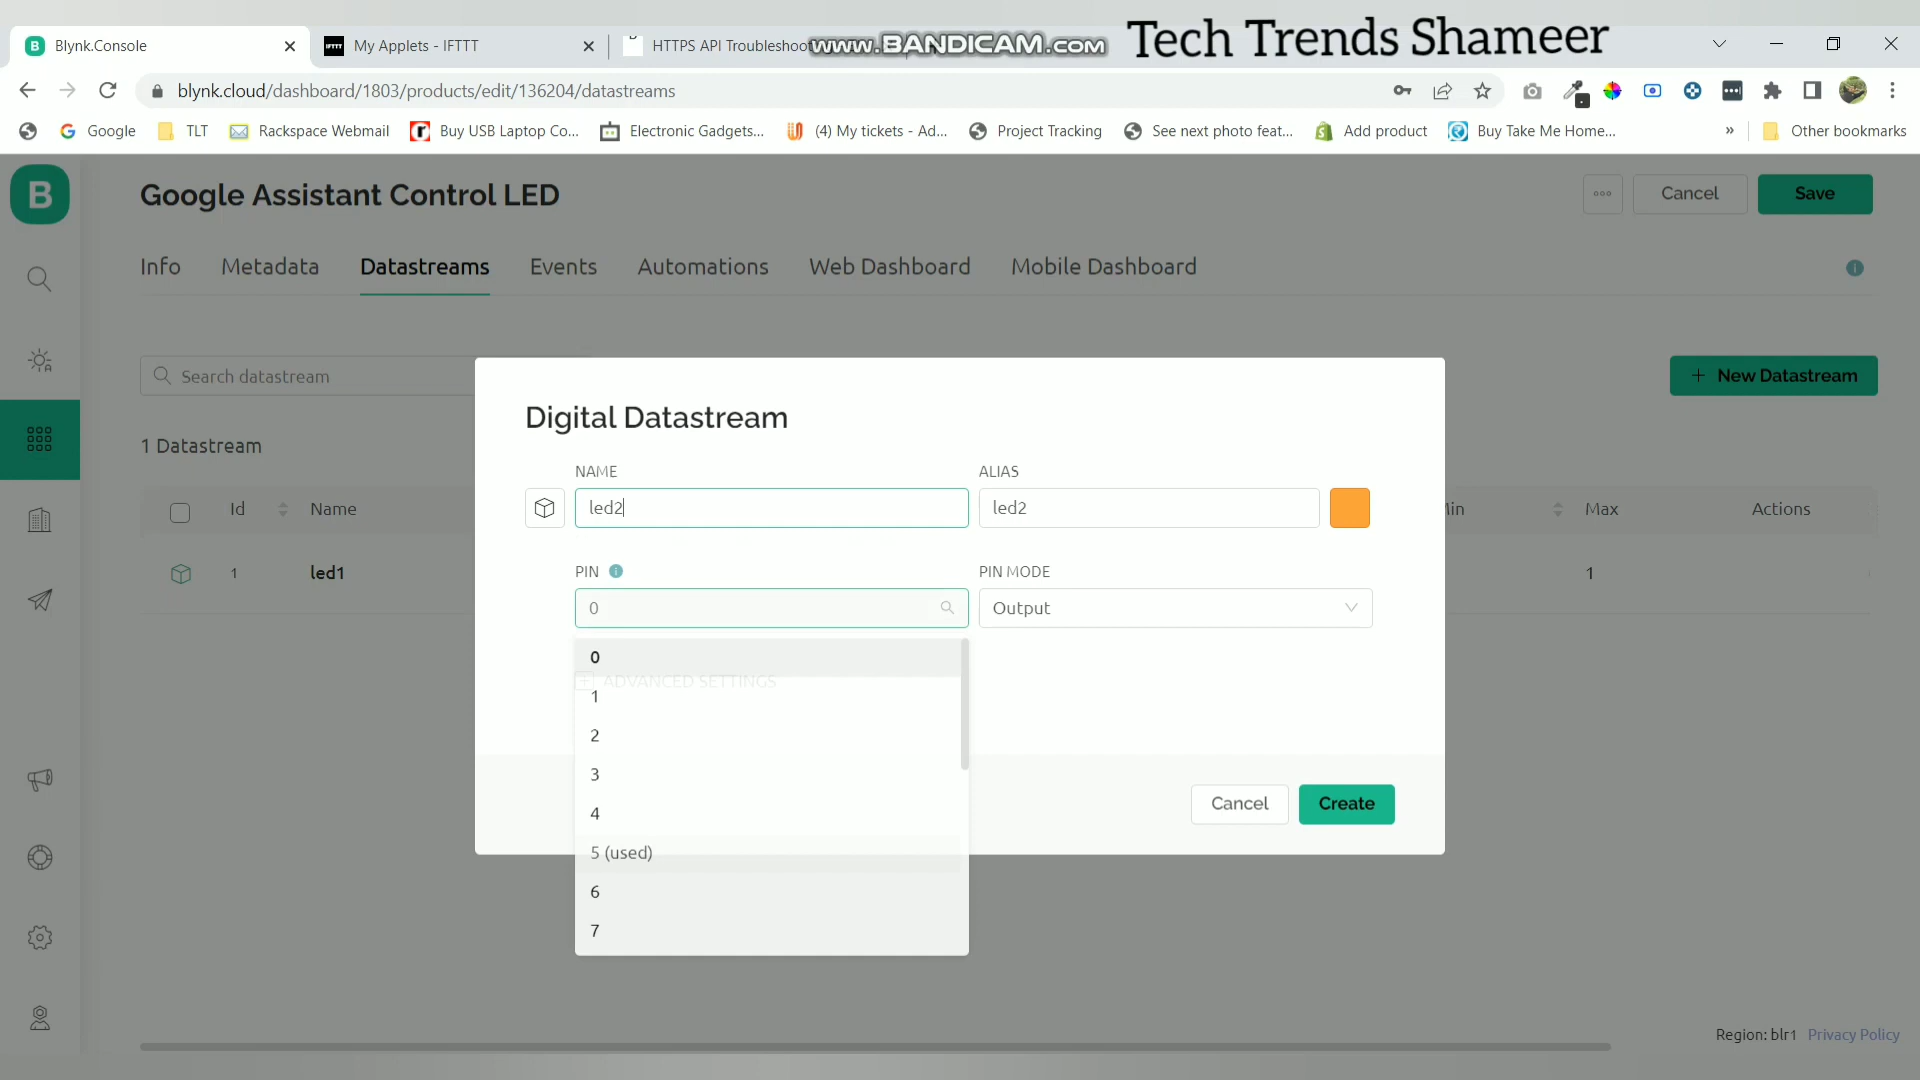 Blynk.Console
My Applets - IFTTT
HTTPS API Troubleshoot
www.BANDICAM.com
Tech Trends Shameer
blynk.cloud/dashboard/1803/products/edit/136204/datastreams
Google
TLT
Rackspace Webmail
Buy USB Laptop Co...
Electronic Gadgets...
(4) My tickets - Ad...
Project Tracking
See next photo feat...
Add product
Buy Take Me Home...
»
Other bookmarks
B
Google Assistant Control LED
Cancel
Save
Info
Metadata
Datastreams
Events
Automations
Web Dashboard
Mobile Dashboard
Search datastream
+ New Datastream
1 Datastream
Id
Name
Min
Max
Actions
1
led1
1
Digital Datastream
NAME
ALIAS
led2
led2
PIN
PIN MODE
0
Output
0
ADVANCED SETTINGS
1
2
3
4
5 (used)
6
7
Cancel
Create
Region: blr1
Privacy Policy